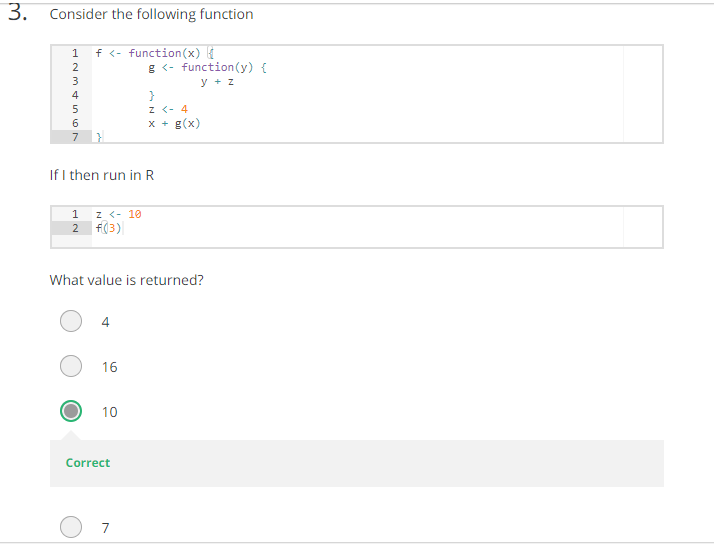 3. Consider the following function
1 f <- function(x) {
2 g <- function(y) {
3 y + z
4 }
5 z <- 4
6 x + g(x)
7 }
If I then run in R
1 z <- 10
2 f(3)
What value is returned?
4
16
10
Correct
7